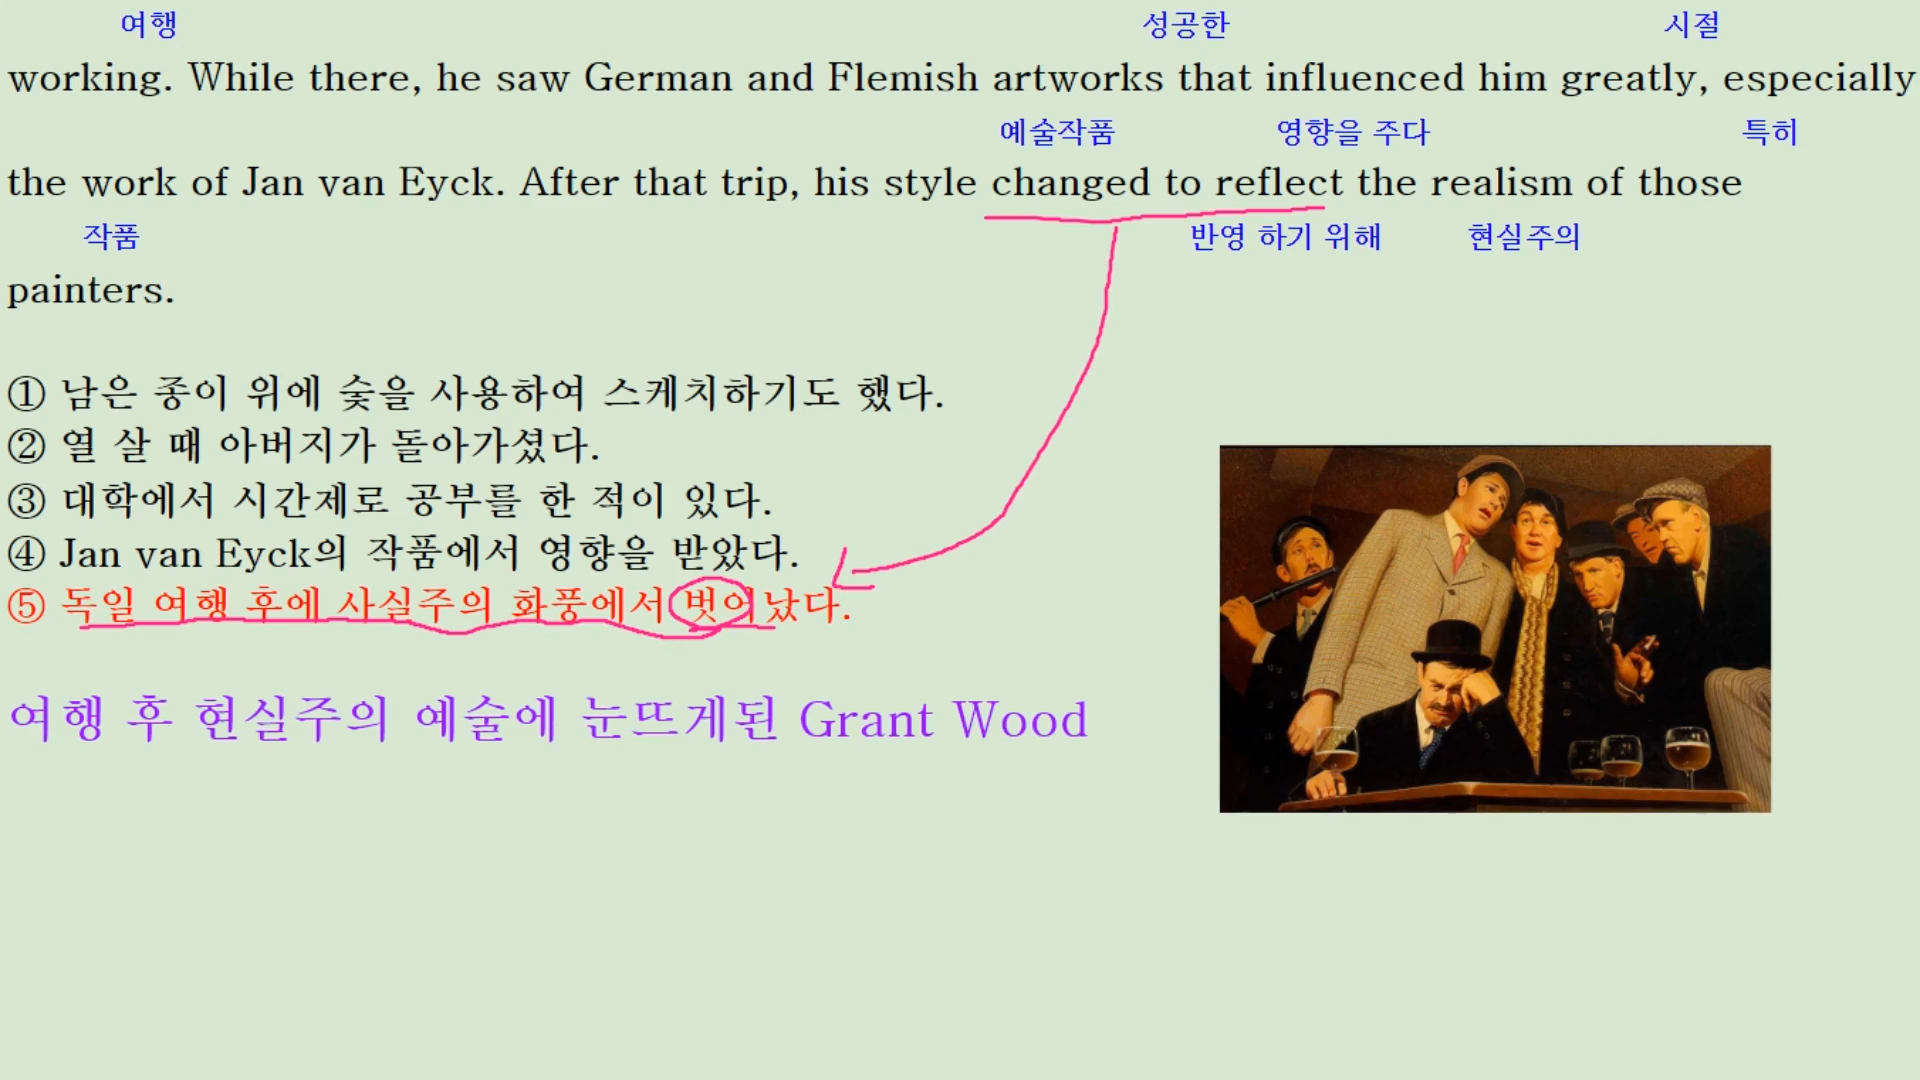 여행 성공한 시절
working. While there, he saw German and Flemish artworks that influenced him greatly, especially
예술작품 영향을 주다 특히
the work of Jan van Eyck. After that trip, his style changed to reflect the realism of those
작품 반영 하기 위해 현실주의
painters.
① 남은 종이 위에 숯을 사용하여 스케치하기도 했다.
② 열 살 때 아버지가 돌아가셨다.
③ 대학에서 시간제로 공부를 한 적이 있다.
④ Jan van Eyck의 작품에서 영향을 받았다.
⑤ 독일 여행 후에 사실주의 화풍에서 벗어났다.
여행 후 현실주의 예술에 눈뜨게된 Grant Wood